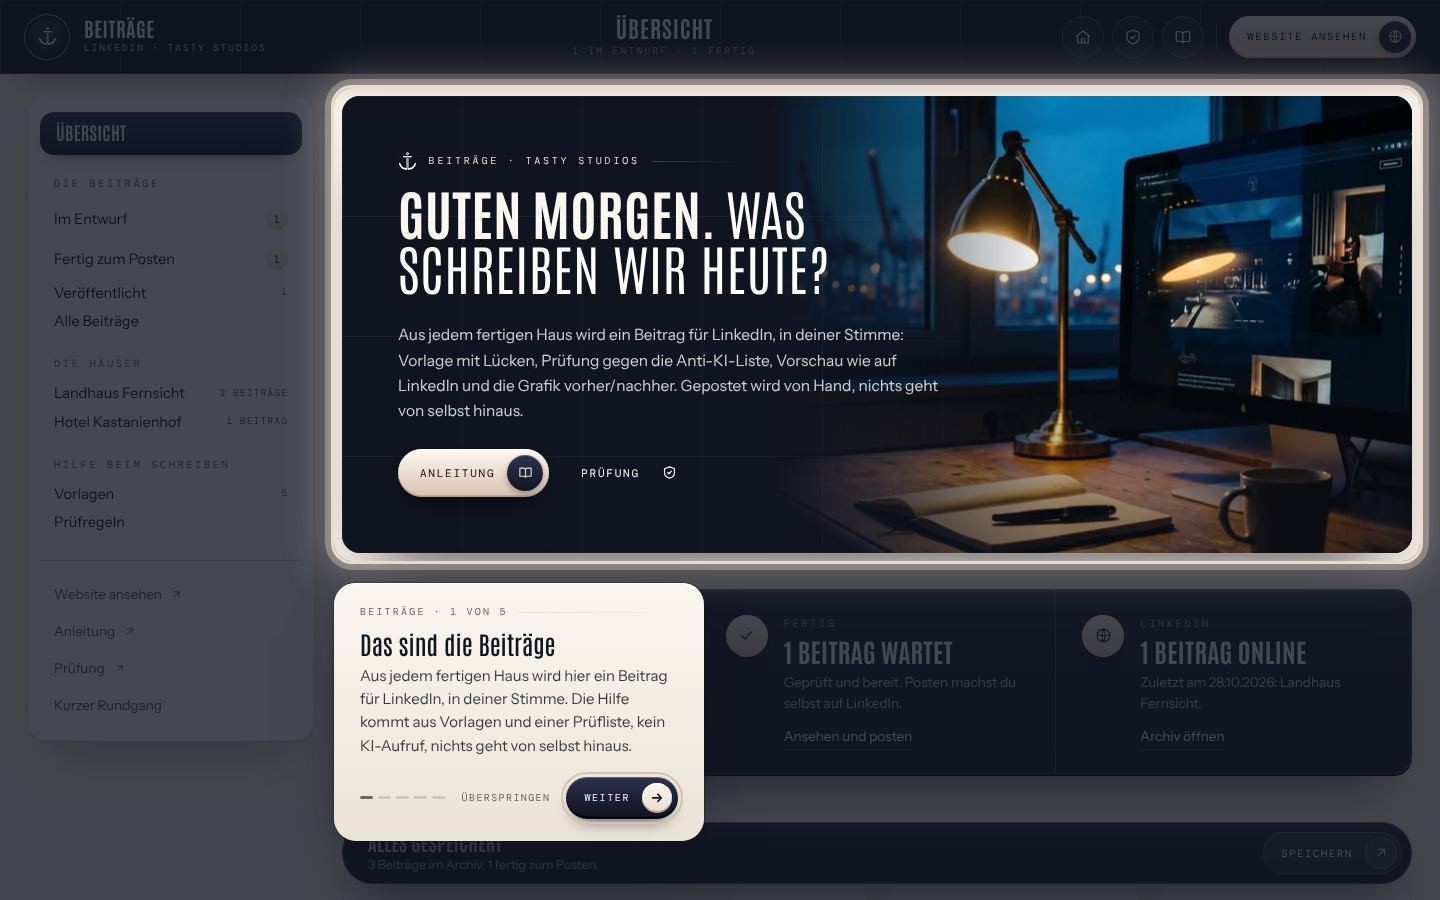 BEITRÄGE
LINKEDIN · TASTY STUDIOS
ÜBERSICHT
1 IM ENTWURF · 1 FERTIG
WEBSITE ANSEHEN
ÜBERSICHT
DIE BEITRÄGE
Im Entwurf 1
Fertig zum Posten 1
Veröffentlicht 1
Alle Beiträge
DIE HÄUSER
Landhaus Fernsicht 2 BEITRÄGE
Hotel Kastanienhof 1 BEITRAG
HILFE BEIM SCHREIBEN
Vorlagen 5
Prüfregeln
Website ansehen
Anleitung
Prüfung
Kurzer Rundgang
BEITRÄGE · TASTY STUDIOS
GUTEN MORGEN. WAS
SCHREIBEN WIR HEUTE?
Aus jedem fertigen Haus wird ein Beitrag für LinkedIn, in deiner Stimme:
Vorlage mit Lücken, Prüfung gegen die Anti-KI-Liste, Vorschau wie auf
LinkedIn und die Grafik vorher/nachher. Gepostet wird von Hand, nichts geht
von selbst hinaus.
ANLEITUNG
PRÜFUNG
BEITRÄGE · 1 VON 5
Das sind die Beiträge
Aus jedem fertigen Haus wird hier ein Beitrag
für LinkedIn, in deiner Stimme. Die Hilfe
kommt aus Vorlagen und einer Prüfliste, kein
KI-Aufruf, nichts geht von selbst hinaus.
ÜBERSPRINGEN
WEITER
FERTIG
1 BEITRAG WARTET
Geprüft und bereit. Posten machst du
selbst auf LinkedIn.
Ansehen und posten
LINKEDIN
1 BEITRAG ONLINE
Zuletzt am 28.10.2026: Landhaus
Fernsicht.
Archiv öffnen
ALLES GESPEICHERT
3 Beiträge im Archiv, 1 fertig zum Posten.
SPEICHERN